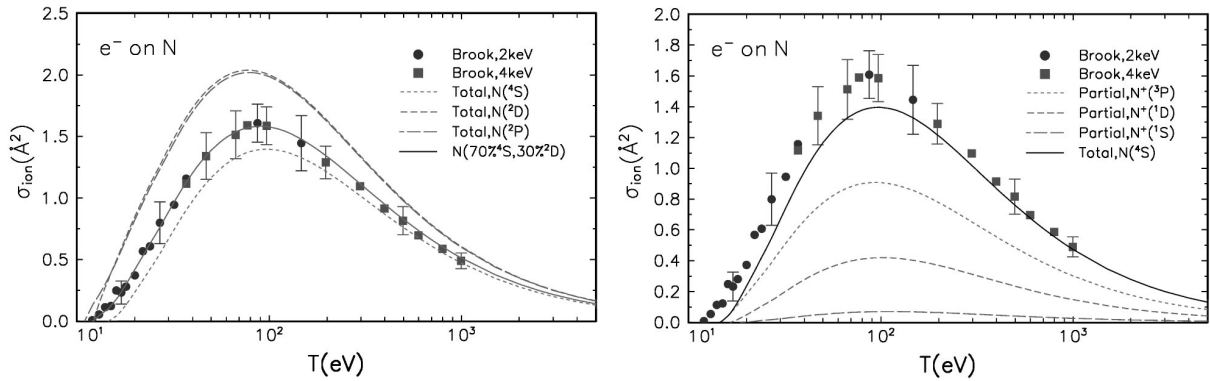 e⁻ on N
Brook,2keV
Brook,4keV
Total,N(⁴S)
Total,N(²D)
Total,N(²P)
N(70%⁴S,30%²D)
2.5
2.0
1.5
1.0
0.5
0.0
σion(Å²)
10¹
10²
10³
T(eV)
e⁻ on N
Brook,2keV
Brook,4keV
Partial,N⁺(³P)
Partial,N⁺(¹D)
Partial,N⁺(¹S)
Total,N(⁴S)
2.0
1.8
1.6
1.4
1.2
1.0
0.8
0.6
0.4
0.2
0.0
σion(Å²)
10¹
10²
10³
T(eV)